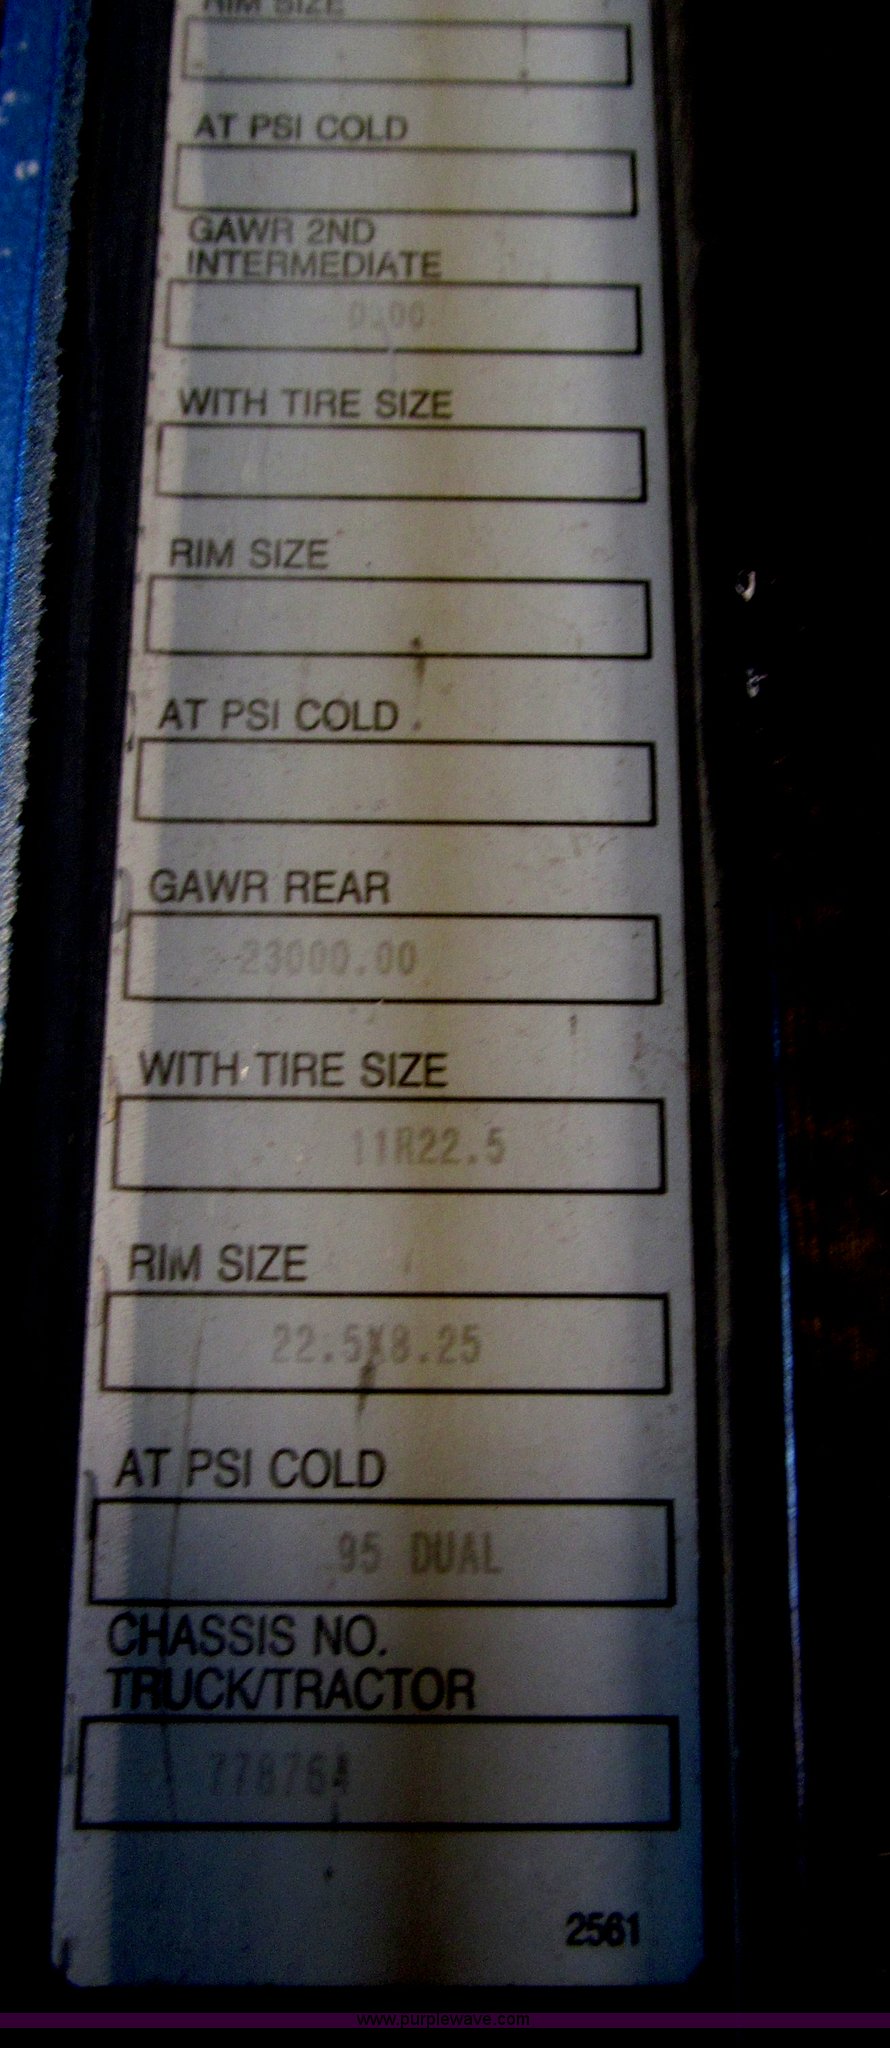 RIM SIZE
AT PSI COLD
GAWR 2ND
INTERMEDIATE
0.00
WITH TIRE SIZE
RIM SIZE
AT PSI COLD
GAWR REAR
23000.00
WITH TIRE SIZE
11R22.5
RIM SIZE
22.5X8.25
AT PSI COLD
95 DUAL
CHASSIS NO.
TRUCK/TRACTOR
2561
www.purplewave.com